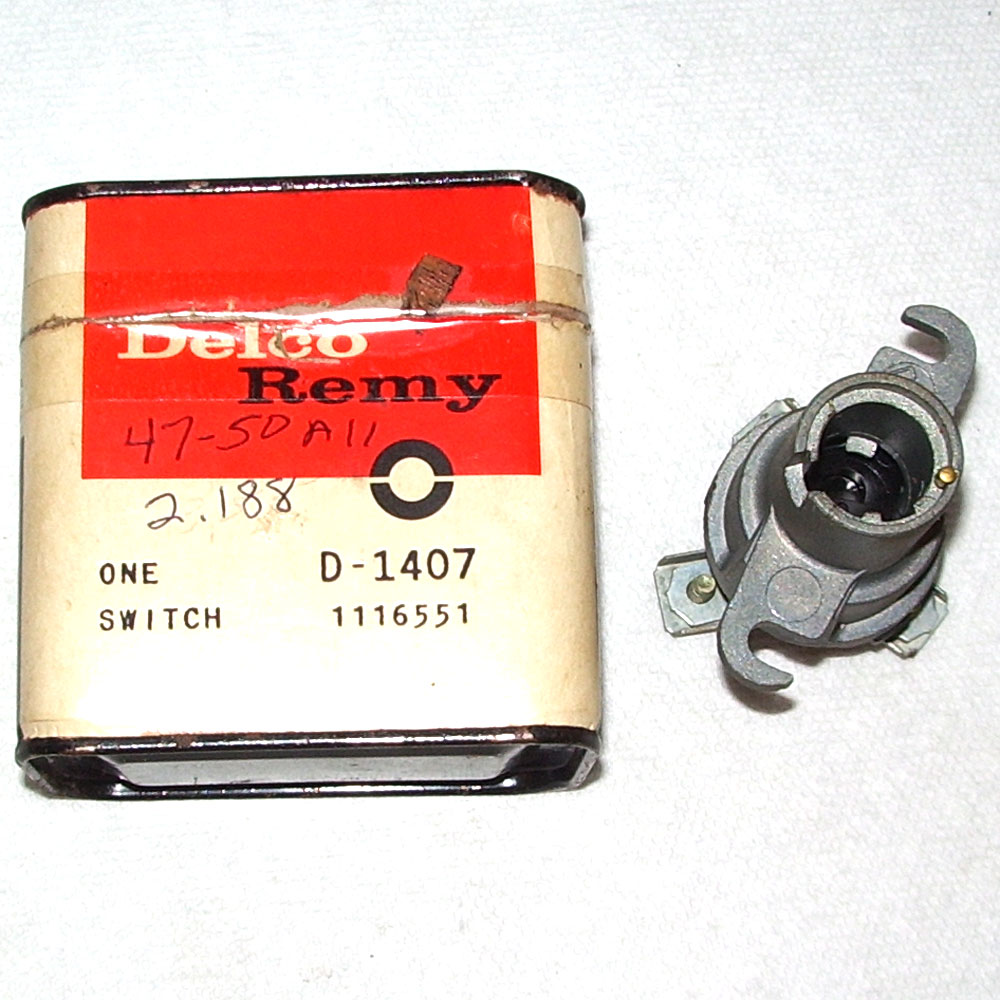 Delco
Remy
47-50 All
2.188
ONE D-1407
SWITCH 1116551